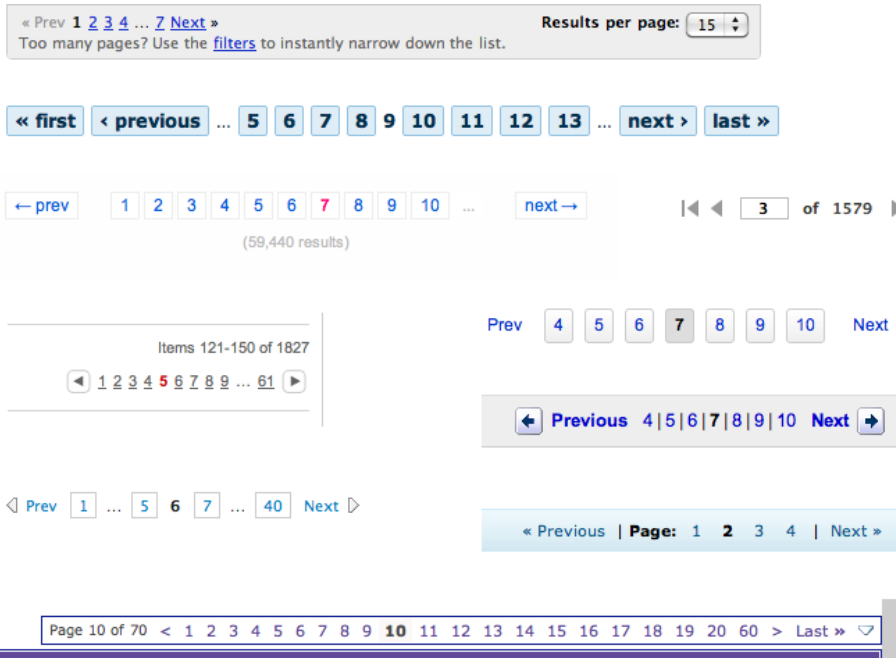 « Prev 1 2 3 4 ... 7 Next » Results per page: 15
Too many pages? Use the filters to instantly narrow down the list.
« first ‹ previous ... 5 6 7 8 9 10 11 12 13 ... next › last »
← prev 1 2 3 4 5 6 7 8 9 10 ... next →
(59,440 results)
3 of 1579
Prev 4 5 6 7 8 9 10 Next
Items 121-150 of 1827
1 2 3 4 5 6 7 8 9 ... 61
Previous 4|5|6|7|8|9|10 Next
Prev 1 ... 5 6 7 ... 40 Next
« Previous | Page: 1 2 3 4 | Next »
Page 10 of 70 < 1 2 3 4 5 6 7 8 9 10 11 12 13 14 15 16 17 18 19 20 60 > Last »